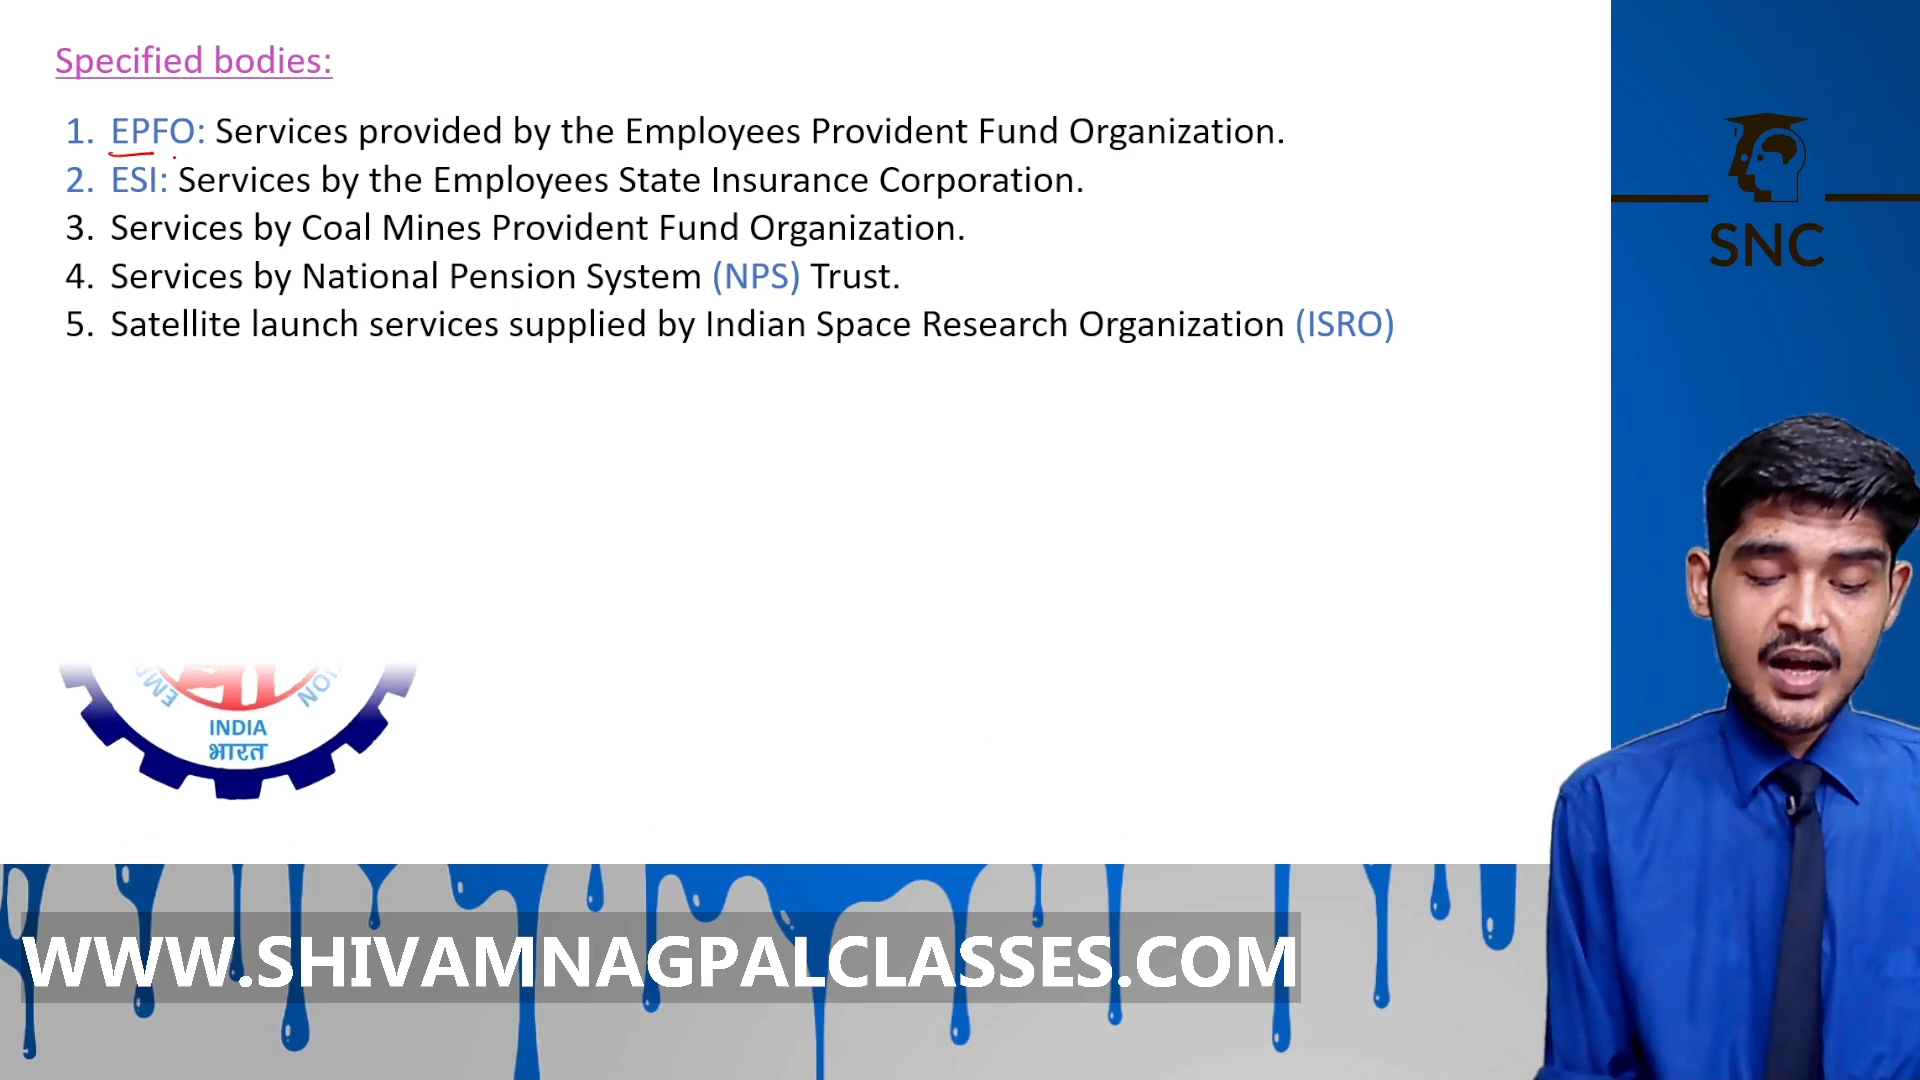 Specified bodies:
1. EPFO: Services provided by the Employees Provident Fund Organization.
2. ESI: Services by the Employees State Insurance Corporation.
3. Services by Coal Mines Provident Fund Organization.
4. Services by National Pension System (NPS) Trust.
5. Satellite launch services supplied by Indian Space Research Organization (ISRO)
SNC
INDIA
भारत
WWW.SHIVAMNAGPALCLASSES.COM